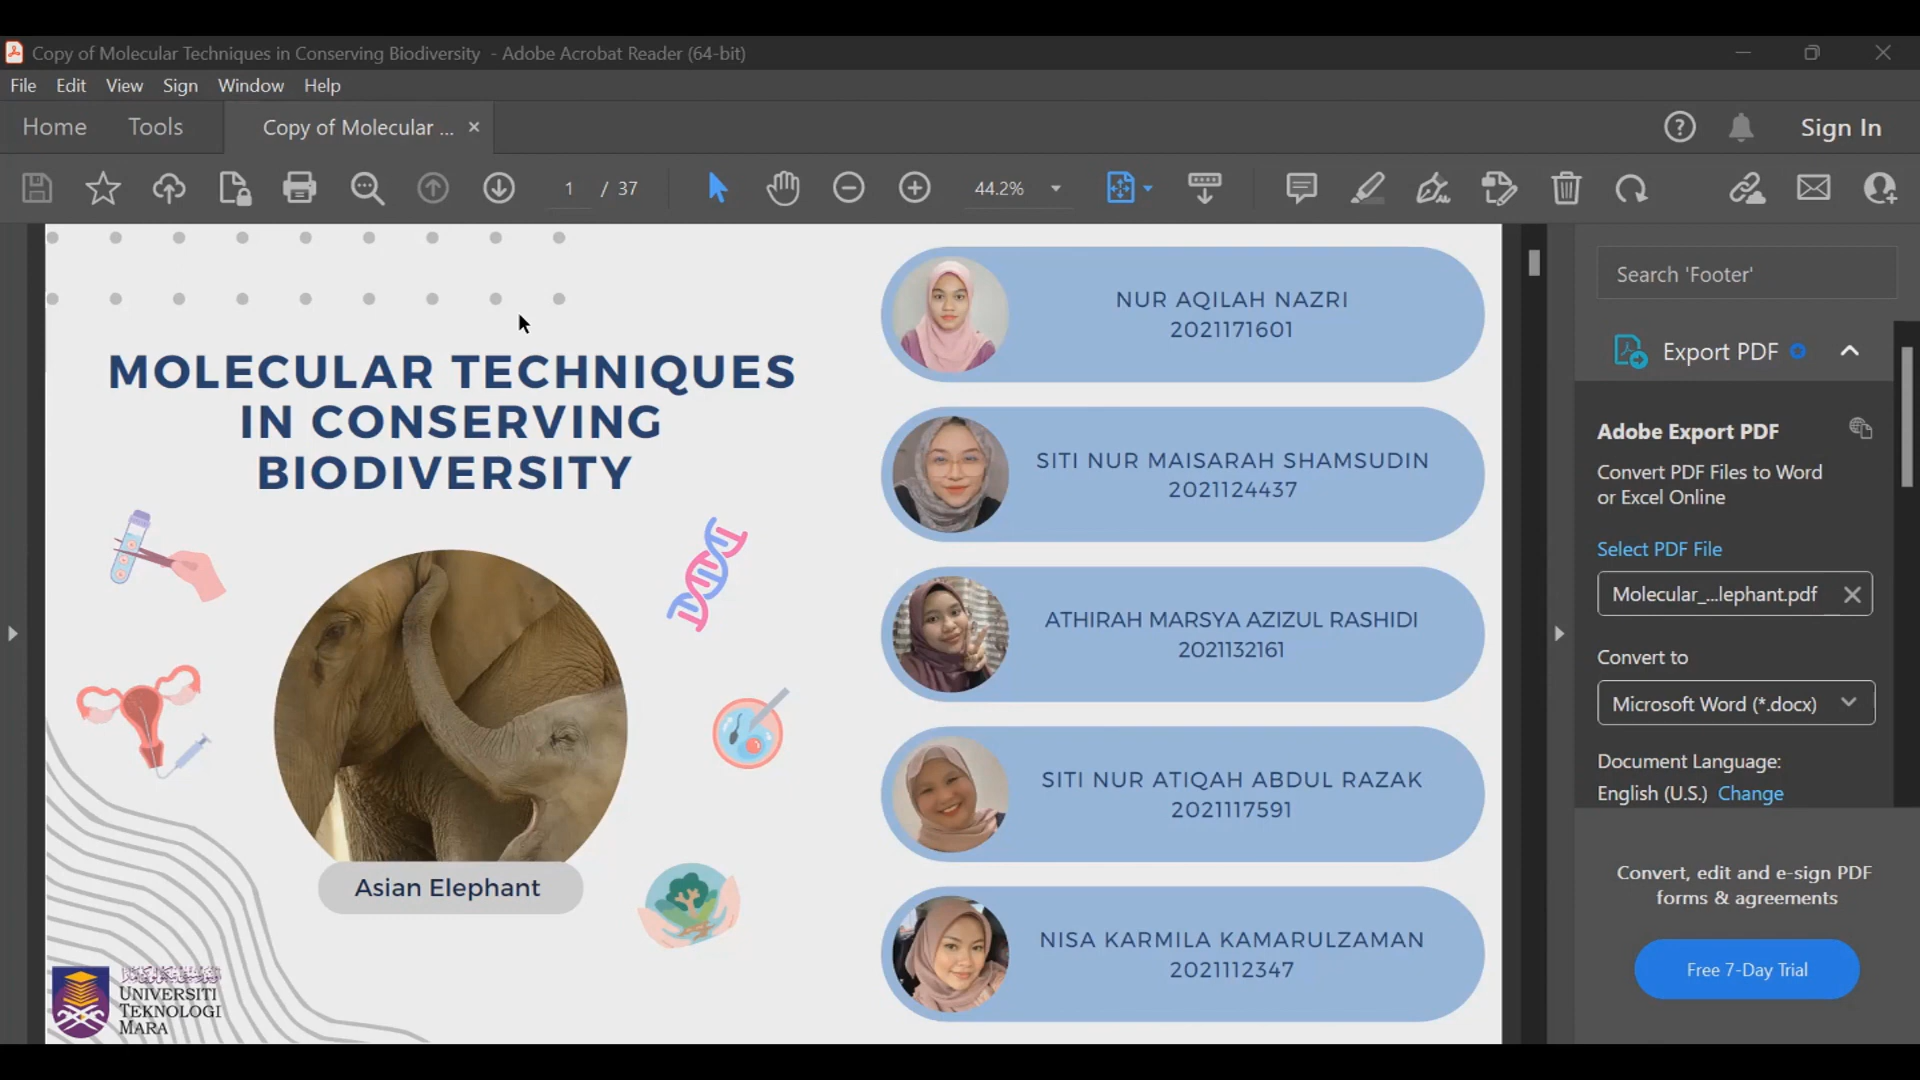 Copy of Molecular Techniques in Conserving Biodiversity - Adobe Acrobat Reader (64-bit)
File Edit View Sign Window Help
Home Tools Copy of Molecular ... Sign In
1 / 37 44.2%
MOLECULAR TECHNIQUES
IN CONSERVING
BIODIVERSITY
Asian Elephant
UNIVERSITI
TEKNOLOGI
MARA
NUR AQILAH NAZRI
2021171601
SITI NUR MAISARAH SHAMSUDIN
2021124437
ATHIRAH MARSYA AZIZUL RASHIDI
2021132161
SITI NUR ATIQAH ABDUL RAZAK
2021117591
NISA KARMILA KAMARULZAMAN
2021112347
Search 'Footer'
Export PDF
Adobe Export PDF
Convert PDF Files to Word
or Excel Online
Select PDF File
Molecular_...lephant.pdf
Convert to
Microsoft Word (*.docx)
Document Language:
English (U.S.) Change
Convert, edit and e-sign PDF
forms & agreements
Free 7-Day Trial